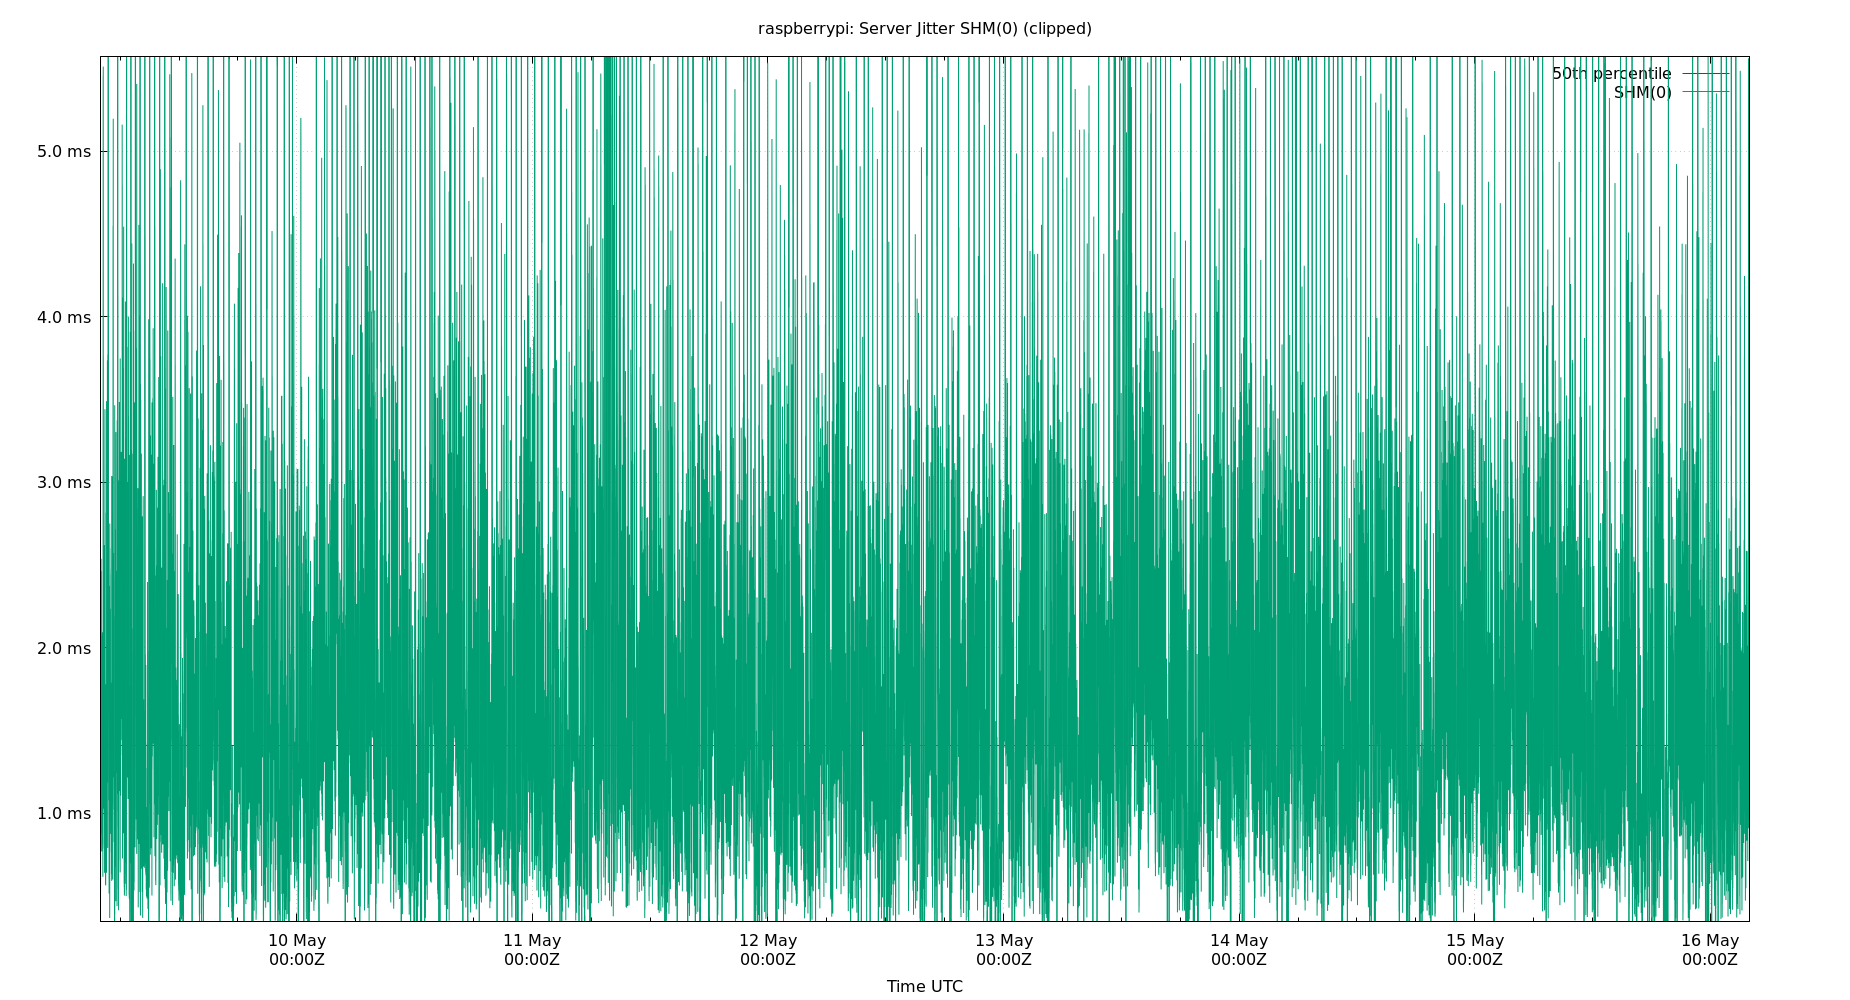 raspberrypi: Server Jitter SHM(0) (clipped)
50th percentile
SHM(0)
5.0 ms
4.0 ms
3.0 ms
2.0 ms
1.0 ms
10 May
00:00Z
11 May
00:00Z
12 May
00:00Z
13 May
00:00Z
14 May
00:00Z
15 May
00:00Z
16 May
00:00Z
Time UTC